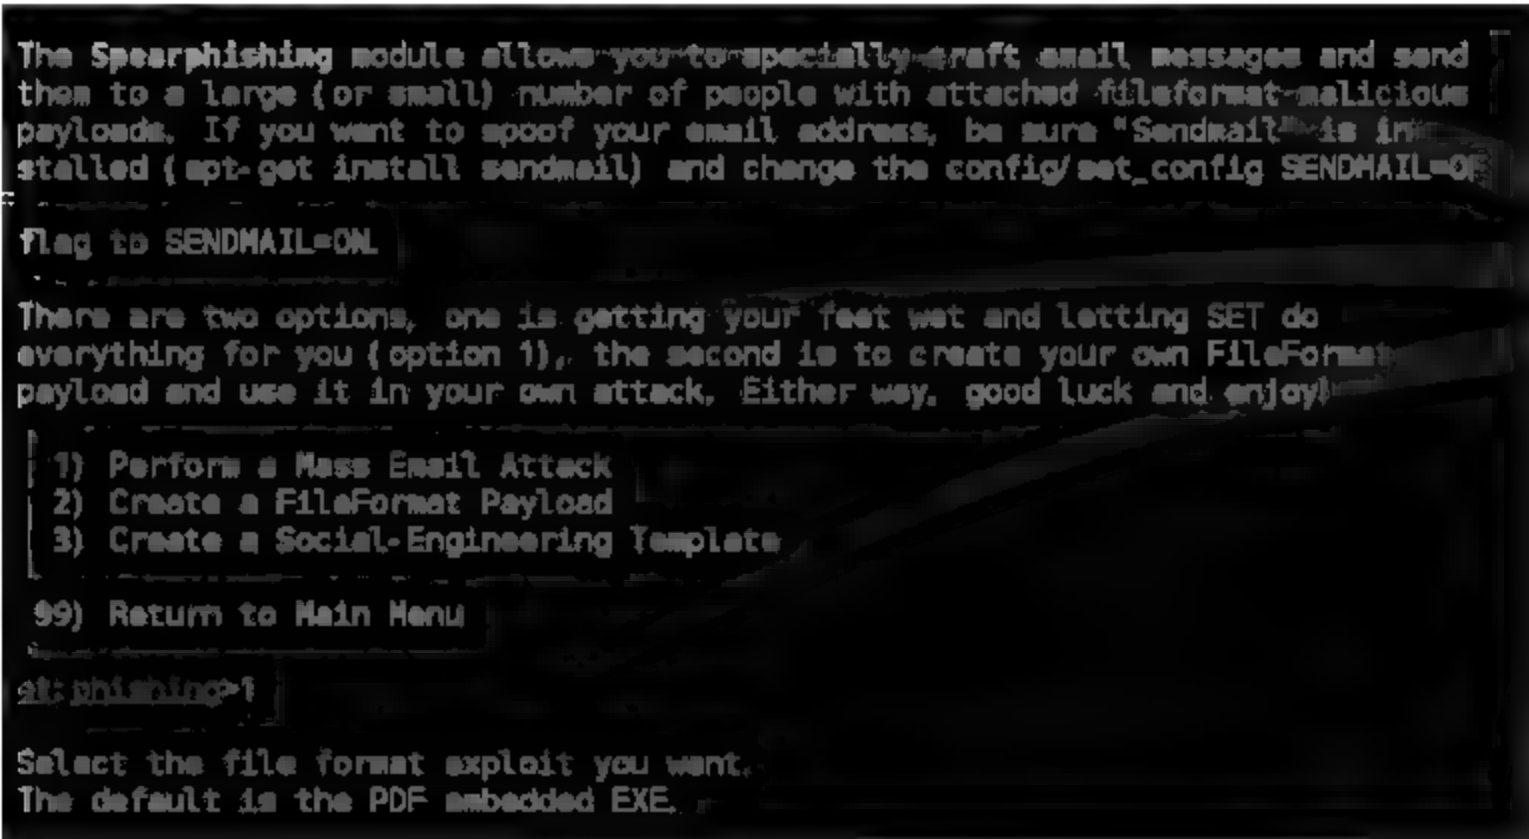 The Spearphishing module allows you to specially craft email messages and send
them to a large (or small) number of people with attached fileformat malicious
payloads. If you want to spoof your email address, be sure "Sendmail" is in-
stalled (apt-get install sendmail) and change the config/set_config SENDMAIL=OF
flag to SENDMAIL=ON.
There are two options, one is getting your feet wet and letting SET do
everything for you (option 1), the second is to create your own FileFormat
payload and use it in your own attack. Either way, good luck and enjoy!
1) Perform a Mass Email Attack
2) Create a FileFormat Payload
3) Create a Social-Engineering Template
99) Return to Main Menu
set:phishing>1
Select the file format exploit you want.
The default is the PDF embedded EXE.